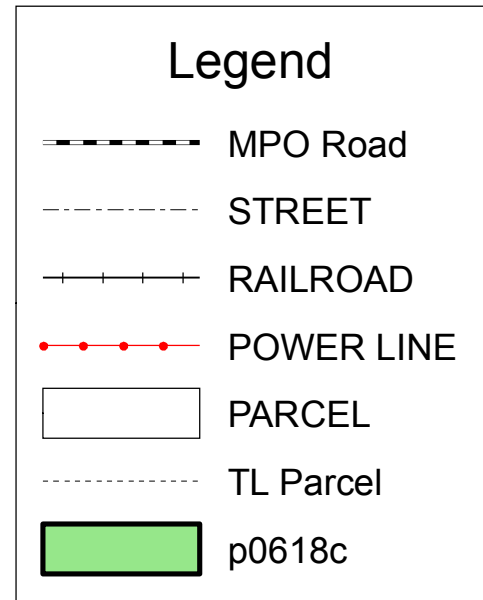 Legend
MPO Road
STREET
RAILROAD
POWER LINE
PARCEL
TL Parcel
p0618c